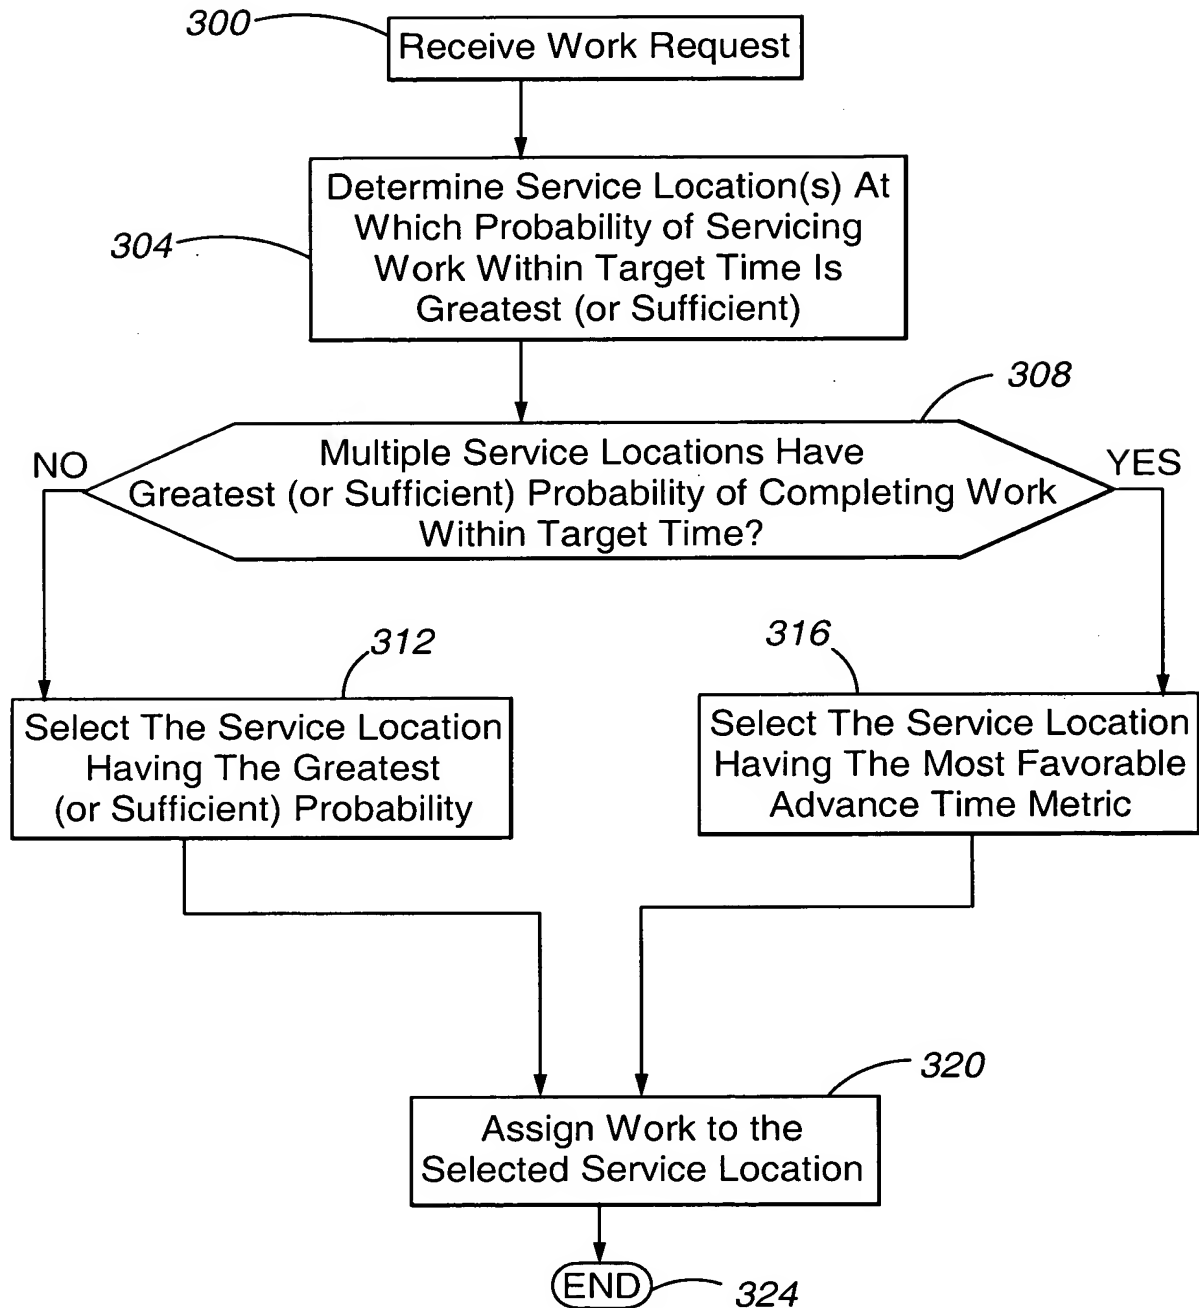 300
Receive Work Request
304
Determine Service Location(s) At
Which Probability of Servicing
Work Within Target Time Is
Greatest (or Sufficient)
308
NO
Multiple Service Locations Have
Greatest (or Sufficient) Probability of Completing Work
Within Target Time?
YES
312
Select The Service Location
Having The Greatest
(or Sufficient) Probability
316
Select The Service Location
Having The Most Favorable
Advance Time Metric
320
Assign Work to the
Selected Service Location
END
324